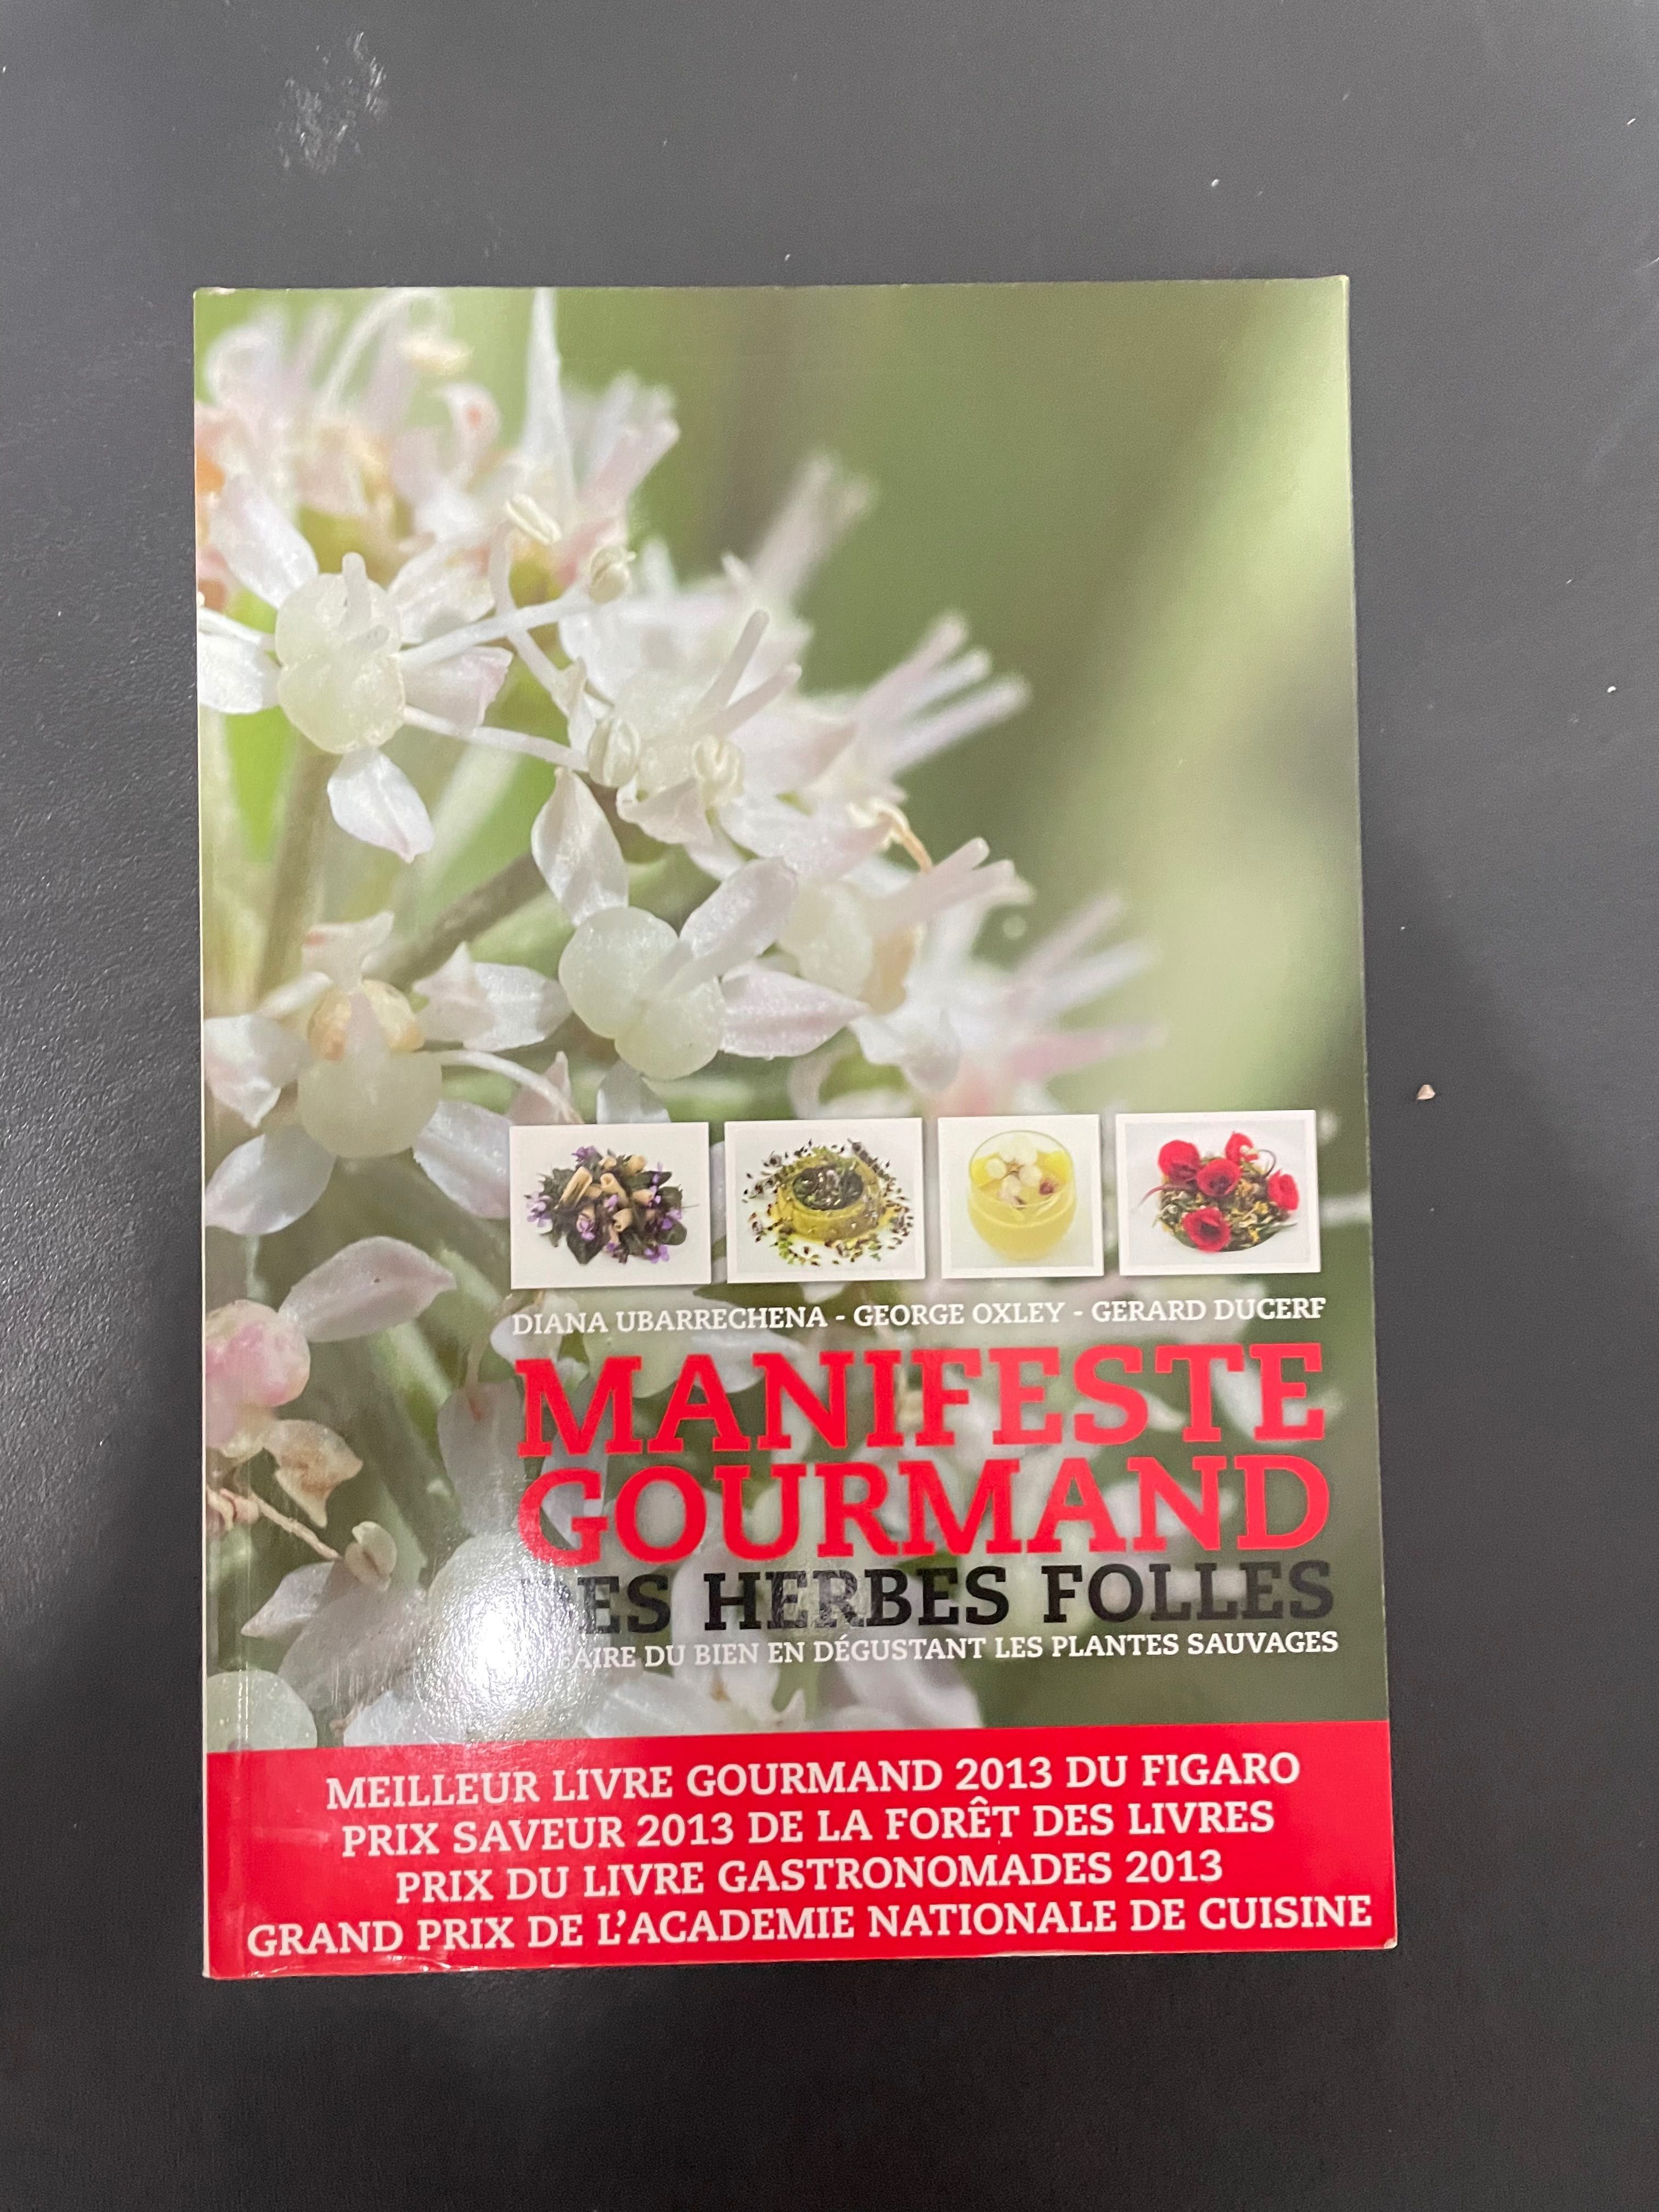 DIANA UBARRECHENA - GEORGE OXLEY - GERARD DUCERF
MANIFESTE
GOURMAND
DES HERBES FOLLES
FAIRE DU BIEN EN DÉGUSTANT LES PLANTES SAUVAGES
MEILLEUR LIVRE GOURMAND 2013 DU FIGARO
PRIX SAVEUR 2013 DE LA FORÊT DES LIVRES
PRIX DU LIVRE GASTRONOMADES 2013
GRAND PRIX DE L'ACADEMIE NATIONALE DE CUISINE